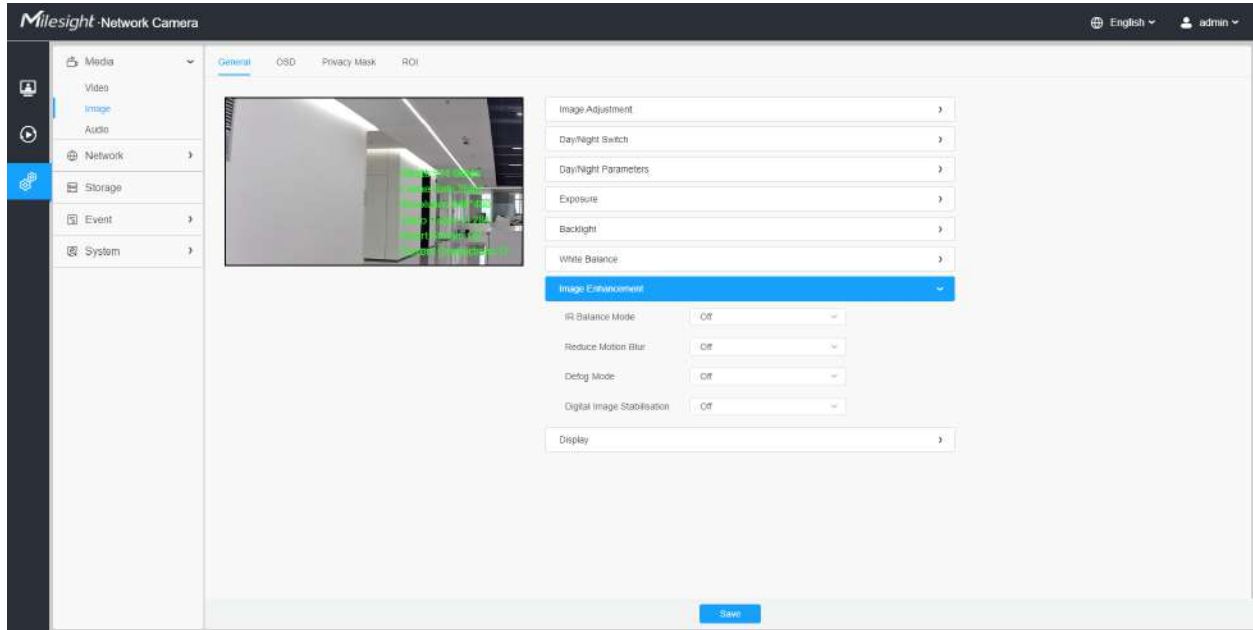 Milesight-Network Camera
English
admin
Media
Video
Image
Audio
Network
Storage
Event
System
General OSD Privacy Mask ROI
Image Adjustment
Day/Night Switch
Day/Night Parameters
Exposure
Backlight
White Balance
Image Enhancement
IR Balance Mode Off
Reduce Motion Blur Off
Defog Mode Off
Digital Image Stabilisation Off
Display
Save